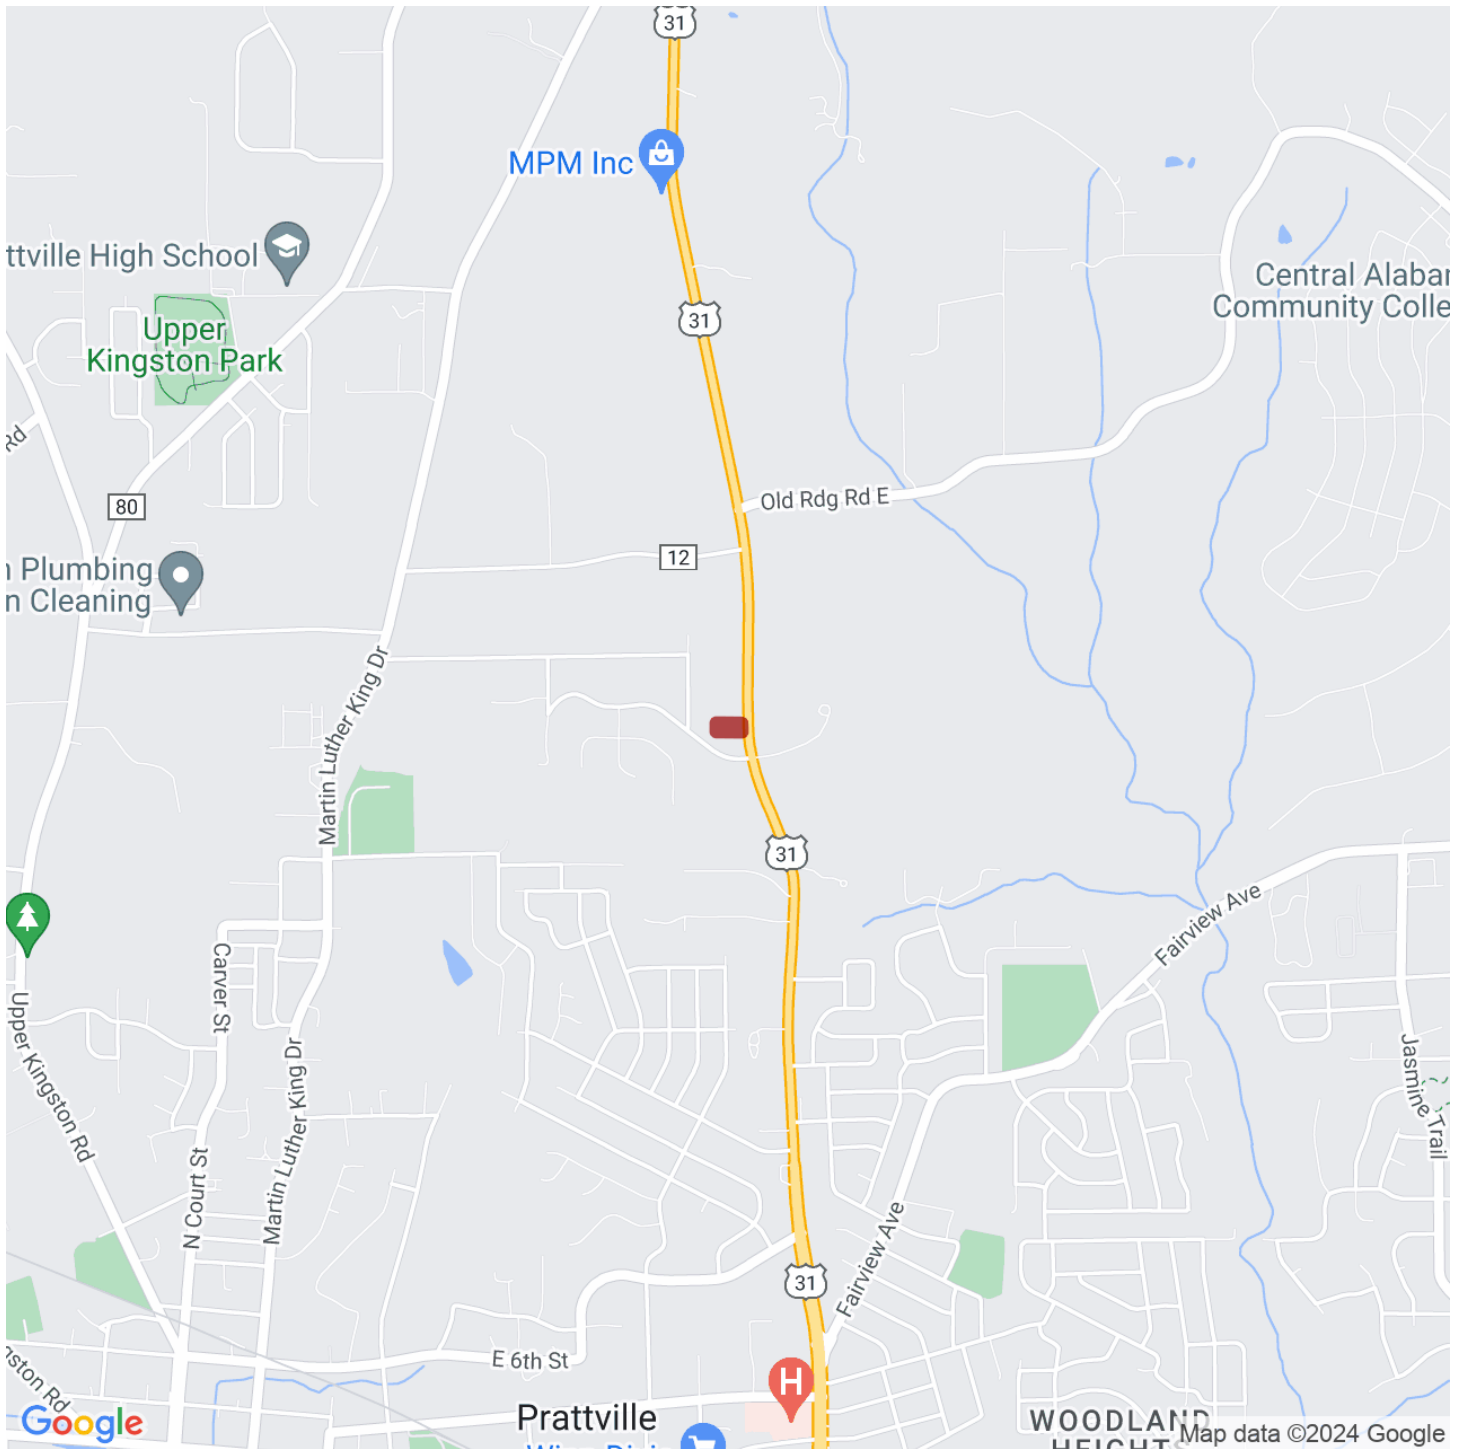 31
MPM Inc
ttville High School
Central Alabar
Community Colle
31
Upper
Kingston Park
Rd
80
Old Rdg Rd E
12
n Plumbing
n Cleaning
Martin Luther King Dr
31
Fairview Ave
Carver St
Upper Kingston Rd
Martin Luther King Dr
Jasmine Trail
N Court St
Fairview Ave
31
E 6th St
H
gston Rd
Prattville
WOODLAND
HEIGHTS
Google
Map data ©2024 Google